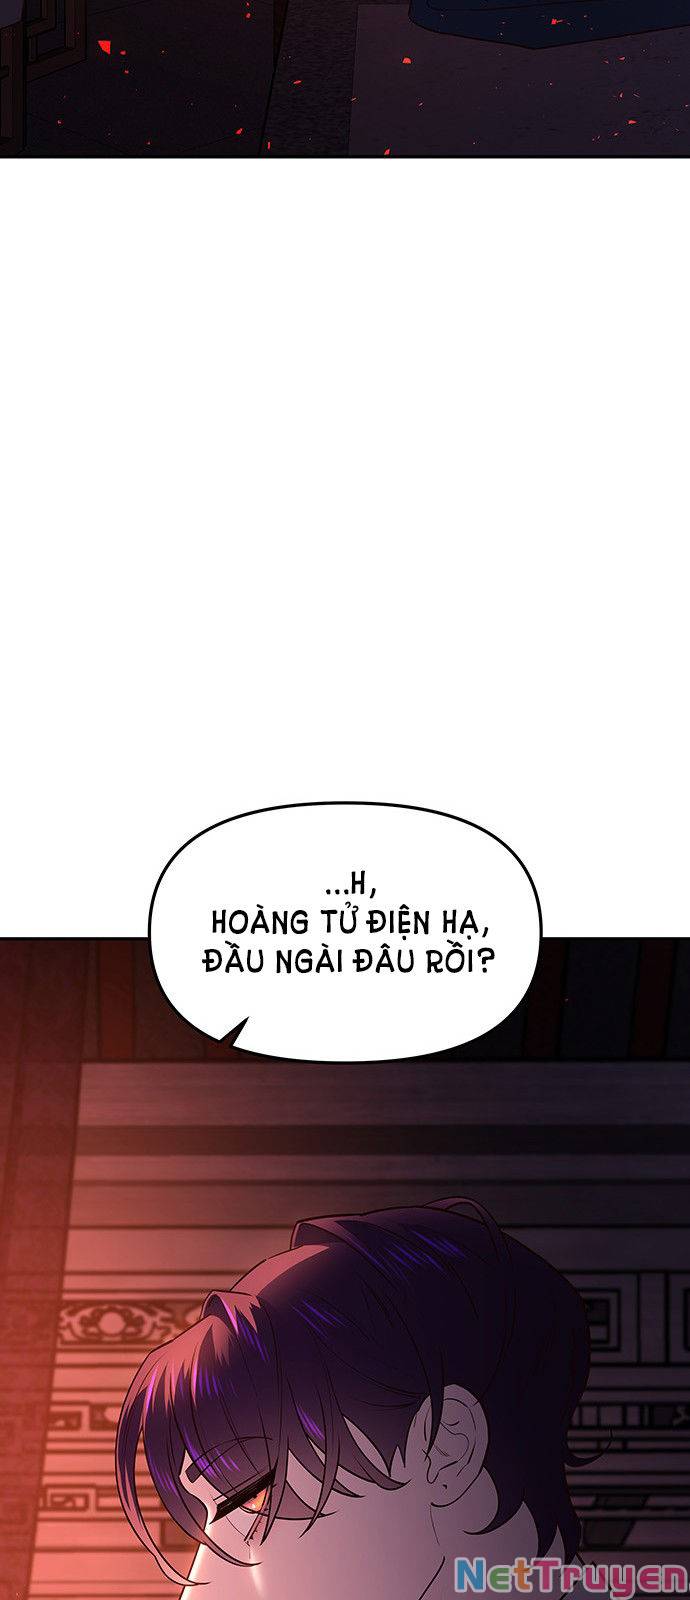 ...H,
HOÀNG TỬ ĐIỆN HẠ,
ĐẦU NGÀI ĐÂU RỒI?
NetTruyen